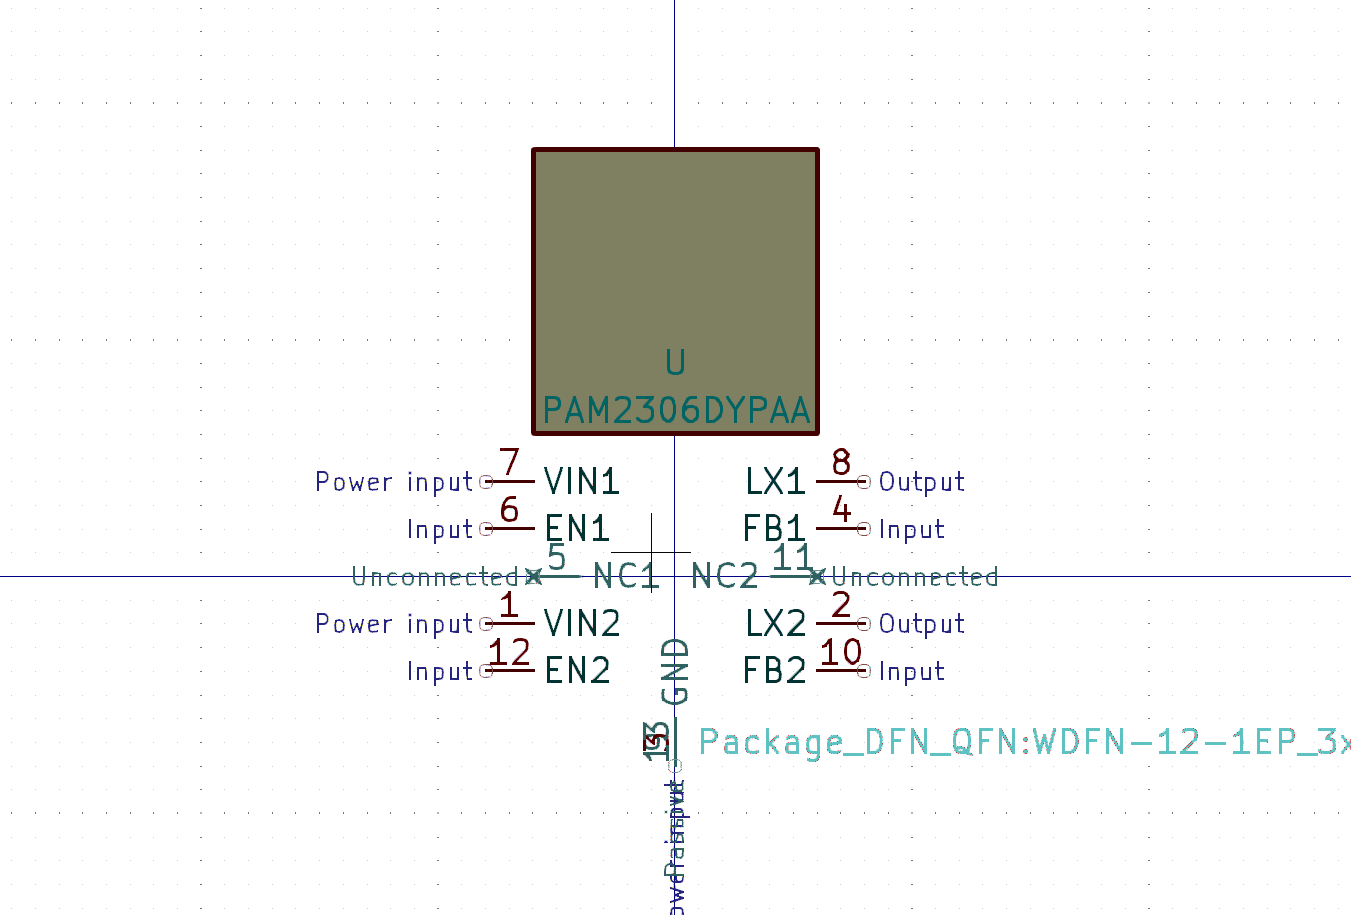 U
PAM2306DYPAA
Power input 7 VIN1 LX1 8 Output
Input 6 EN1 FB1 4 Input
Unconnected 5 NC1 NC2 11 Unconnected
Power input 1 VIN2 LX2 2 Output
Input 12 EN2 FB2 10 Input
GND
Package_DFN_QFN:WDFN-12-1EP_3x